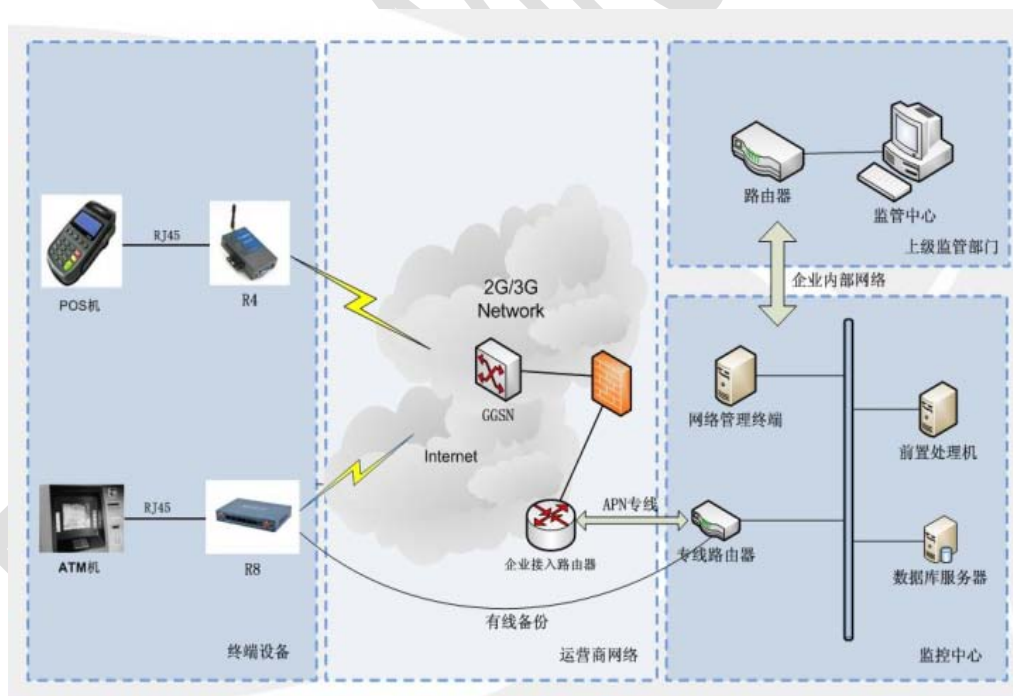 POS机
RJ45
R4
ATM机
RJ45
R8
终端设备
2G/3G
Network
GGSN
Internet
企业接入路由器
APN专线
有线备份
运营商网络
路由器
监管中心
上级监管部门
企业内部网络
网络管理终端
前置处理机
专线路由器
数据库服务器
监控中心